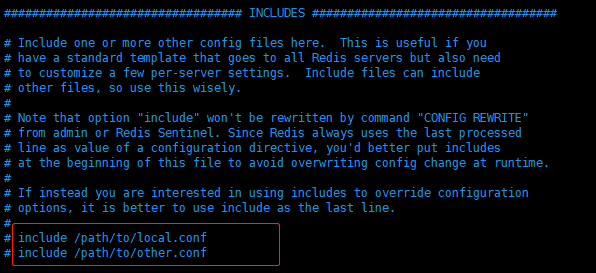 ################################## INCLUDES ###################################

# Include one or more other config files here.  This is useful if you
# have a standard template that goes to all Redis servers but also need
# to customize a few per-server settings.  Include files can include
# other files, so use this wisely.
#
# Note that option "include" won't be rewritten by command "CONFIG REWRITE"
# from admin or Redis Sentinel. Since Redis always uses the last processed
# line as value of a configuration directive, you'd better put includes
# at the beginning of this file to avoid overwriting config change at runtime.
#
# If instead you are interested in using includes to override configuration
# options, it is better to use include as the last line.
#
# include /path/to/local.conf
# include /path/to/other.conf